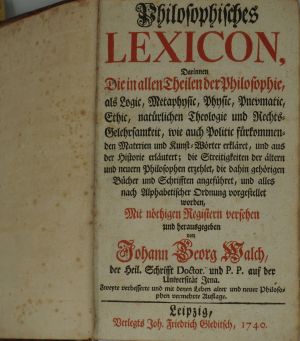 Philosophisches
LEXICON,
Darinnen
Die in allen Theilen der Philosophie,
als Logic, Metaphysic, Physic, Pnevmatic,
Ethic, natürlichen Theologie und Rechts-
Gelehrsamkeit, wie auch Politic fürkommen-
den Materien und Kunst-Wörter erkläret, und aus
der Historie erläutert; die Streitigkeiten der ältern
und neuern Philosophen erzehlet, die dahin gehörigen
Bücher und Schrifften angeführet, und alles
nach Alphabetischer Ordnung vorgestellet
worden,
Mit nöthigen Registern versehen
und herausgegeben
von
Johann Georg Walch,
der Heil. Schrifft Doctor. und P. P. auf der
Universität Jena.
Zweyte verbesserte und mit denen Leben alter und neuer Philoso-
phen vermehrte Auflage.
Leipzig,
Verlegts Joh. Friedrich Gleditsch, 1740.